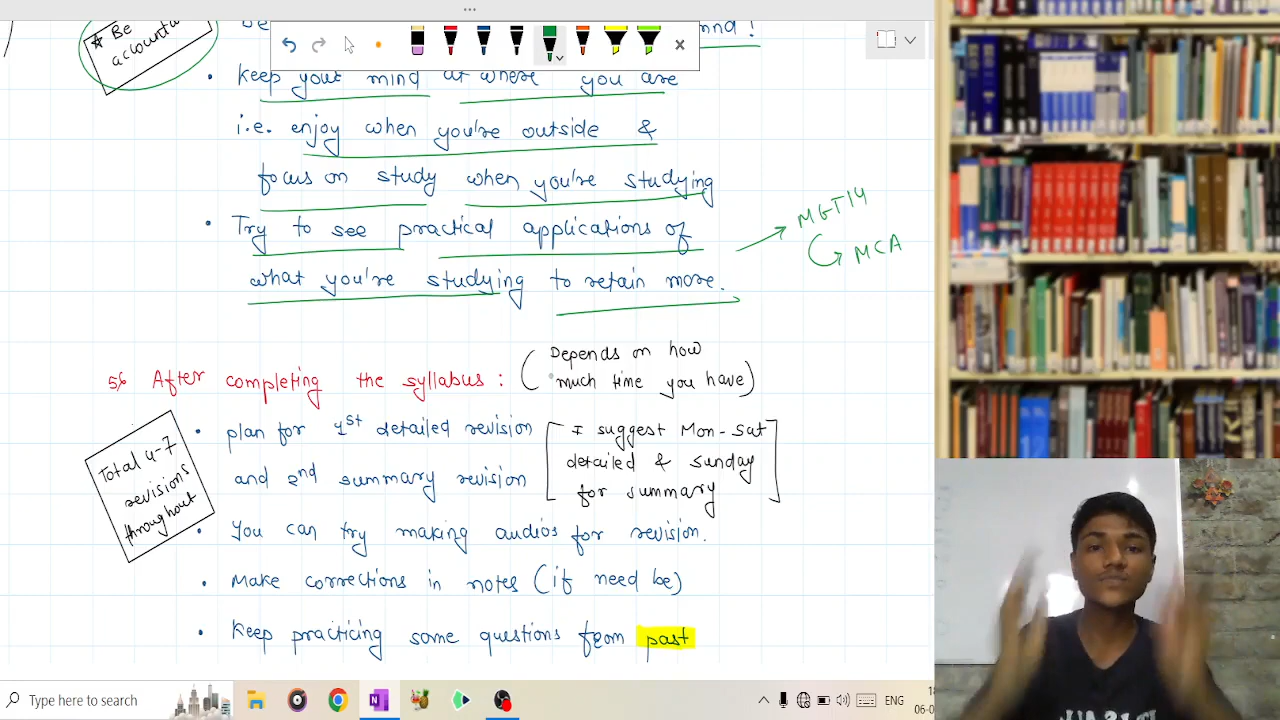 * Be
accounta
mind!
• Keep your mind at where you are
i.e. enjoy when you're outside &
focus on study when you're studying
• Try to see practical applications of
what you're studying to retain more.
MGT14
MCA
5% After completing the syllabus :
(Depends on how
much time you have)
Total 4-7
revisions
throughout
• plan for 1st detailed revision
and 2nd summary revision
[I suggest Mon-Sat
detailed & sunday
for summary]
• You can try making audios for revision.
• Make corrections in notes (if need be)
• Keep practicing some questions from past
Type here to search
ENG